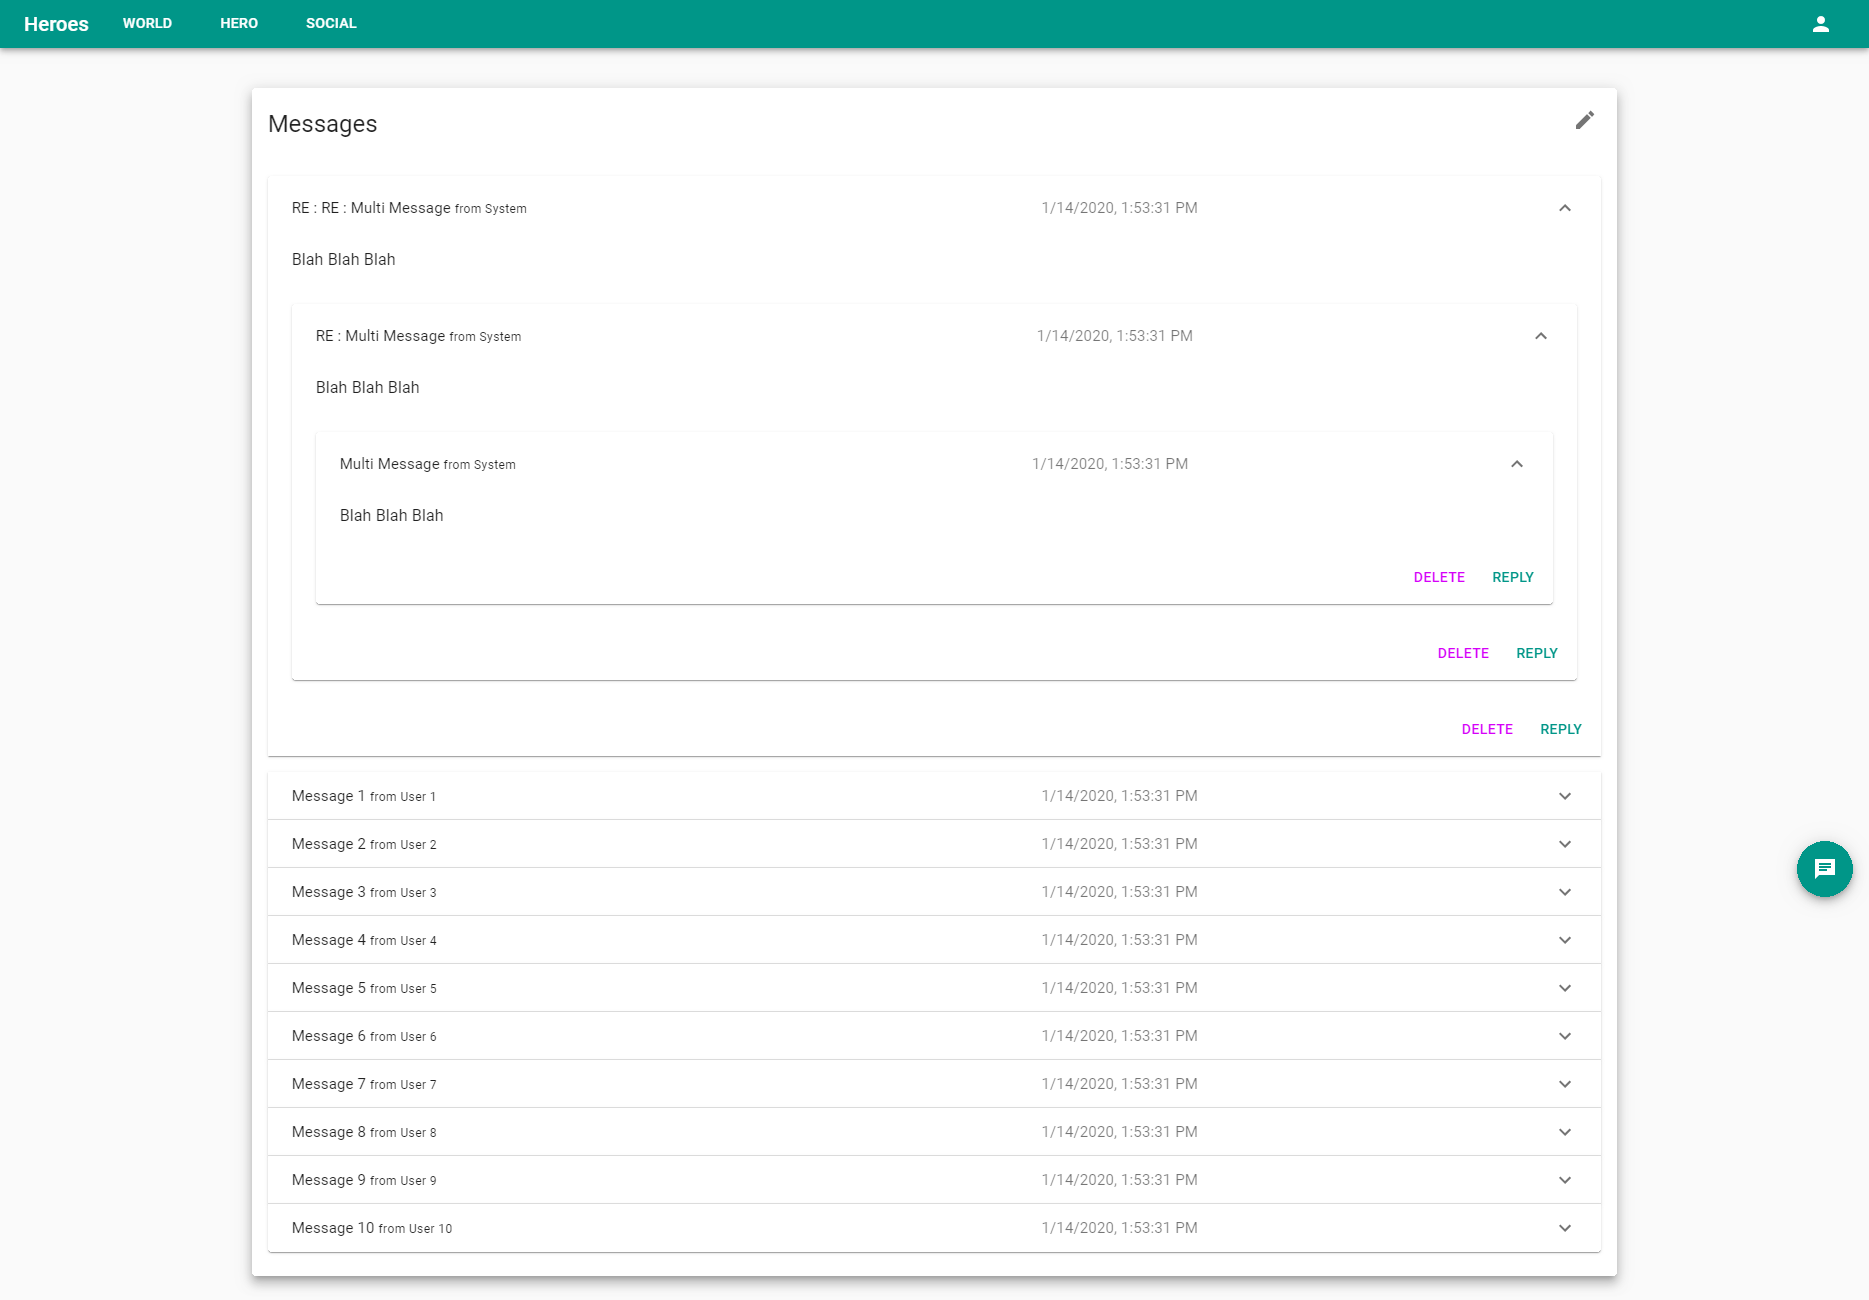 Heroes WORLD HERO SOCIAL
Messages
RE : RE : Multi Message from System 1/14/2020, 1:53:31 PM
Blah Blah Blah
RE : Multi Message from System 1/14/2020, 1:53:31 PM
Blah Blah Blah
Multi Message from System 1/14/2020, 1:53:31 PM
Blah Blah Blah
DELETE REPLY
DELETE REPLY
DELETE REPLY
Message 1 from User 1 1/14/2020, 1:53:31 PM
Message 2 from User 2 1/14/2020, 1:53:31 PM
Message 3 from User 3 1/14/2020, 1:53:31 PM
Message 4 from User 4 1/14/2020, 1:53:31 PM
Message 5 from User 5 1/14/2020, 1:53:31 PM
Message 6 from User 6 1/14/2020, 1:53:31 PM
Message 7 from User 7 1/14/2020, 1:53:31 PM
Message 8 from User 8 1/14/2020, 1:53:31 PM
Message 9 from User 9 1/14/2020, 1:53:31 PM
Message 10 from User 10 1/14/2020, 1:53:31 PM